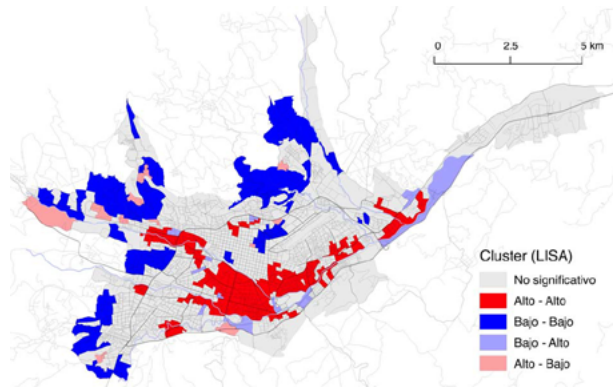 0 2.5 5 km
Cluster (LISA)
No significativo
Alto - Alto
Bajo - Bajo
Bajo - Alto
Alto - Bajo